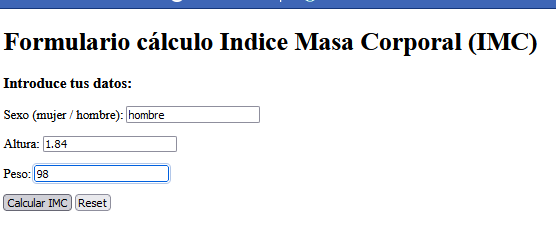 Formulario cálculo Indice Masa Corporal (IMC)
Introduce tus datos:
Sexo (mujer / hombre): hombre
Altura: 1.84
Peso: 98
Calcular IMC Reset